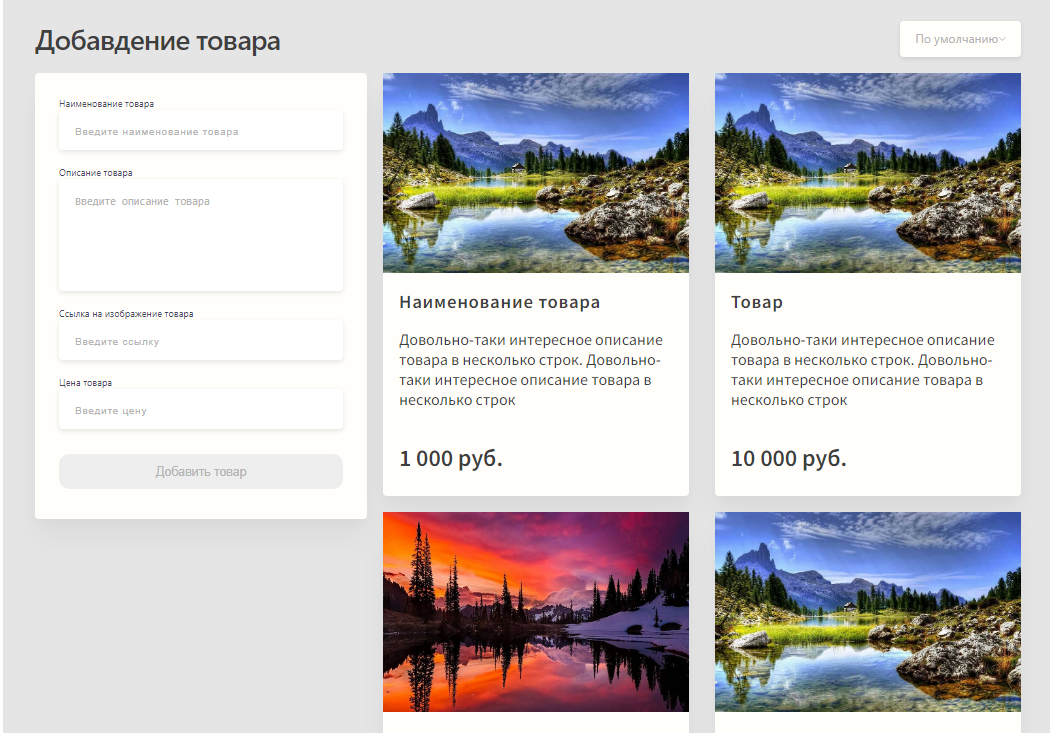 Добавдение товара
По умолчанию
Наименование товара
Введите наименование товара
Описание товара
Введите описание товара
Ссылка на изображение товара
Введите ссылку
Цена товара
Введите цену
Добавить товар
Наименование товара
Довольно-таки интересное описание
товара в несколько строк. Довольно-
таки интересное описание товара в
несколько строк
1 000 руб.
Товар
Довольно-таки интересное описание
товара в несколько строк. Довольно-
таки интересное описание товара в
несколько строк
10 000 руб.